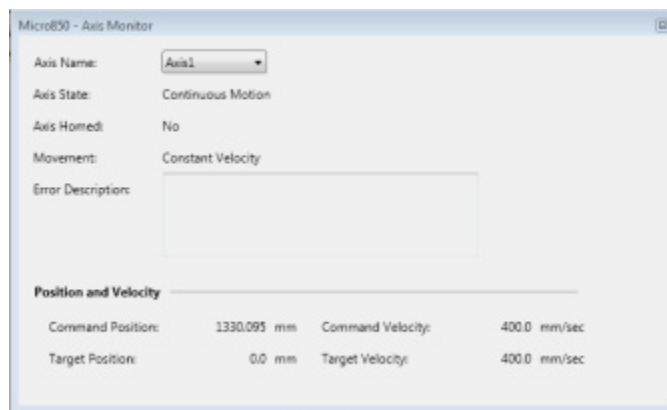 Micro850 - Axis Monitor
Axis Name: Axis1
Axis State: Continuous Motion
Axis Homed: No
Movement: Constant Velocity
Error Description:
Position and Velocity
Command Position: 1330.095 mm Command Velocity: 400.0 mm/sec
Target Position: 0.0 mm Target Velocity: 400.0 mm/sec